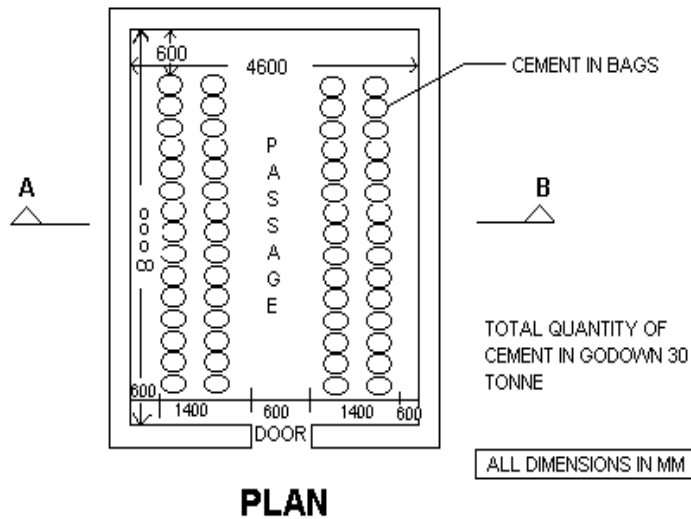 600
4600
CEMENT IN BAGS
PASSAGE
A
B
8000
TOTAL QUANTITY OF
CEMENT IN GODOWN 30
TONNE
600
1400
600
1400
600
DOOR
ALL DIMENSIONS IN MM
PLAN